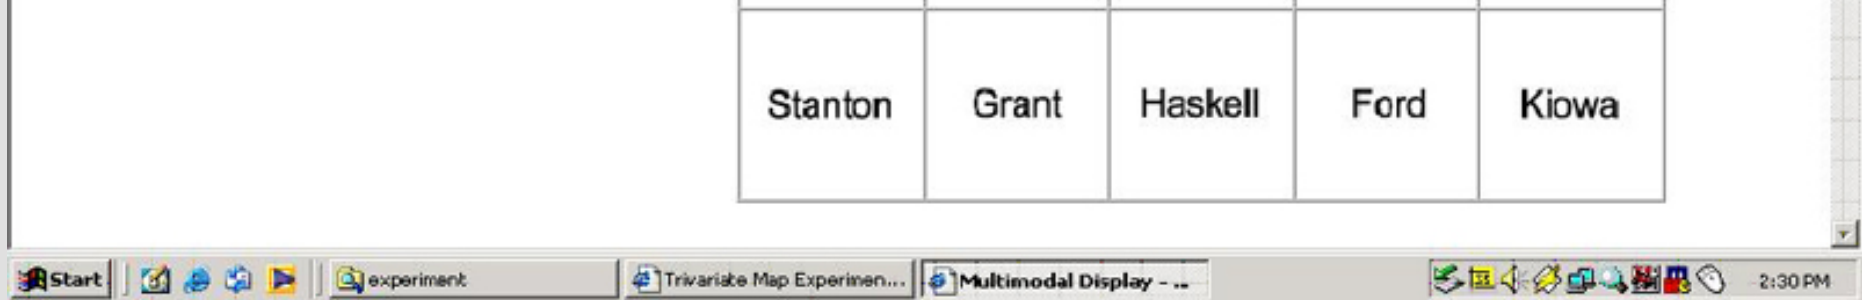 Stanton Grant Haskell Ford Kiowa
Start experiment Trivariate Map Experimen... Multimodal Display - .. 2:30 PM